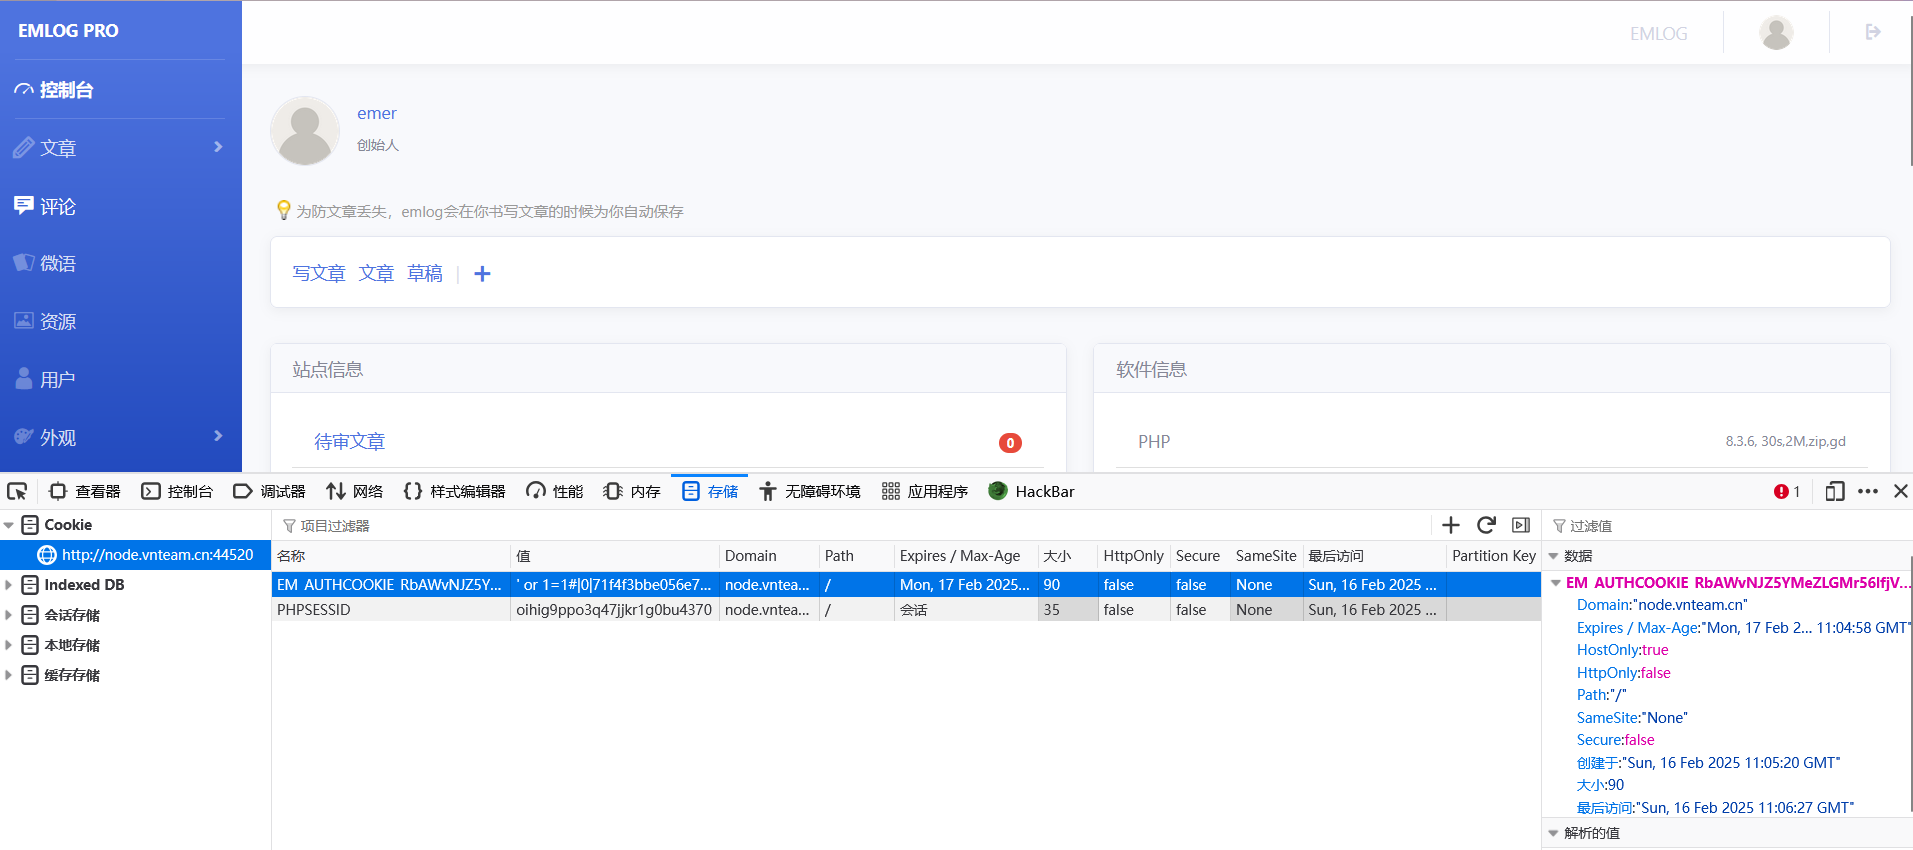 EMLOG PRO
EMLOG
控制台
emer
创始人
文章
评论
为防文章丢失，emlog会在你书写文章的时候为你自动保存
微语
写文章 文章 草稿 | +
资源
站点信息
软件信息
用户
外观
待审文章
0
PHP
8.3.6, 30s,2M,zip,gd
查看器 控制台 调试器 网络 {} 样式编辑器 性能 内存 存储 无障碍环境 应用程序 HackBar
1
Cookie
项目过滤器
过滤值
http://node.vnteam.cn:44520
名称 值 Domain Path Expires / Max-Age 大小 HttpOnly Secure SameSite 最后访问 Partition Key
数据
Indexed DB
EM_AUTHCOOKIE_RbAWvNJZ5Y... ' or 1=1#|0|71f4f3bbe056e7... node.vntea... / Mon, 17 Feb 2025... 90 false false None Sun, 16 Feb 2025 ...
EM_AUTHCOOKIE_RbAWvNJZ5YMeZLGMr56IfjV...
会话存储
PHPSESSID oihig9ppo3q47jjkr1g0bu4370 node.vntea... / 会话 35 false false None Sun, 16 Feb 2025 ...
Domain:"node.vnteam.cn"
本地存储
Expires / Max-Age:"Mon, 17 Feb 2... 11:04:58 GMT"
缓存存储
HostOnly:true
HttpOnly:false
Path:"/"
SameSite:"None"
Secure:false
创建于:"Sun, 16 Feb 2025 11:05:20 GMT"
大小:90
最后访问:"Sun, 16 Feb 2025 11:06:27 GMT"
解析的值